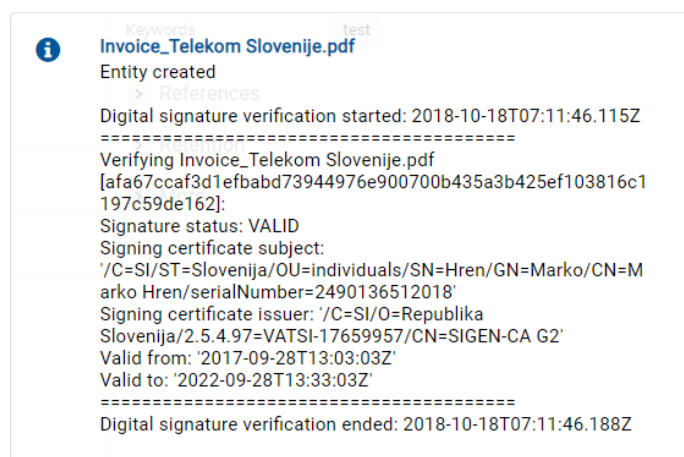 Keywords test
Invoice_Telekom Slovenije.pdf
Entity created
References
Digital signature verification started: 2018-10-18T07:11:46.115Z
========================================
Retention
Verifying Invoice_Telekom Slovenije.pdf
[afa67ccaf3d1efbabd73944976e900700b435a3b425ef103816c1
197c59de162]:
More
Signature status: VALID
Signing certificate subject:
'/C=SI/ST=Slovenija/OU=individuals/SN=Hren/GN=Marko/CN=M
arko Hren/serialNumber=2490136512018'
Signing certificate issuer: '/C=SI/O=Republika
Slovenija/2.5.4.97=VATSI-17659957/CN=SIGEN-CA G2'
Valid from: '2017-09-28T13:03:03Z'
Valid to: '2022-09-28T13:33:03Z'
========================================
Digital signature verification ended: 2018-10-18T07:11:46.188Z